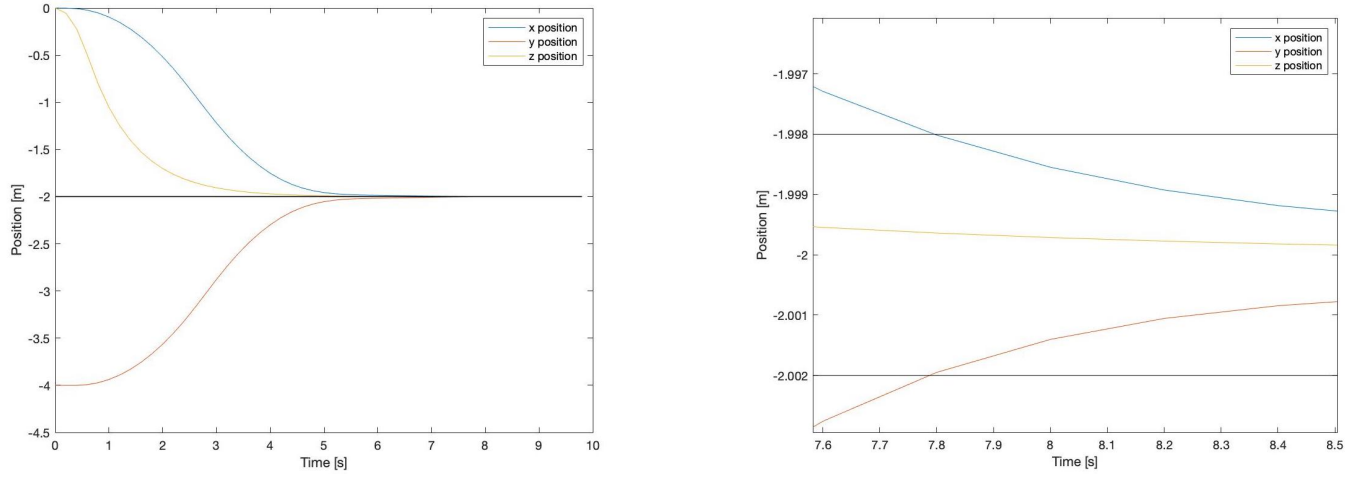 0
-0.5
-1
-1.5
-2
-2.5
-3
-3.5
-4
-4.5
Position [m]
0 1 2 3 4 5 6 7 8 9 10
Time [s]
x position
y position
z position
-1.997
-1.998
-1.999
-2
-2.001
-2.002
Position [m]
7.6 7.7 7.8 7.9 8 8.1 8.2 8.3 8.4 8.5
Time [s]
x position
y position
z position